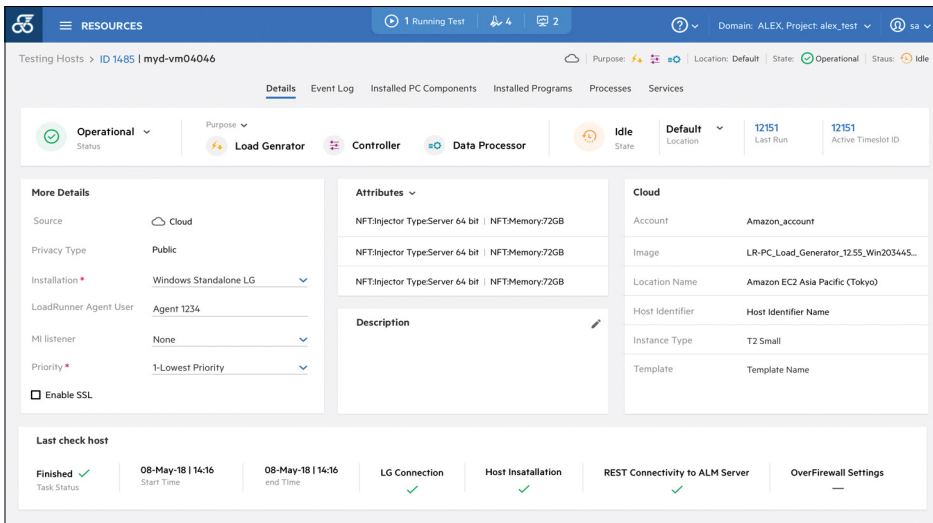 RESOURCES
1 Running Test
4
2
?
Domain: ALEX, Project: alex_test
sa
Testing Hosts > ID 1485 | myd-vm04046
Purpose: | Location: Default | State: Operational | Staus: Idle
Details Event Log Installed PC Components Installed Programs Processes Services
Operational
Status
Purpose
Load Genrator Controller Data Processor
Idle
State
Default
Location
12151
Last Run
12151
Active Timeslot ID
More Details
Source Cloud
Privacy Type Public
Installation * Windows Standalone LG
LoadRunner Agent User Agent 1234
MI listener None
Priority * 1-Lowest Priority
Enable SSL
Attributes
NFT:Injector Type:Server 64 bit | NFT:Memory:72GB
NFT:Injector Type:Server 64 bit | NFT:Memory:72GB
NFT:Injector Type:Server 64 bit | NFT:Memory:72GB
Description
Cloud
Account Amazon_account
Image LR-PC_Load_Generator_12.55_Win203445...
Location Name Amazon EC2 Asia Pacific (Tokyo)
Host Identifier Host Identifier Name
Instance Type T2 Small
Template Template Name
Last check host
Finished
Task Status
08-May-18 | 14:16
Start Time
08-May-18 | 14:16
end TIme
LG Connection
Host Insatallation
REST Connectivity to ALM Server
OverFirewall Settings